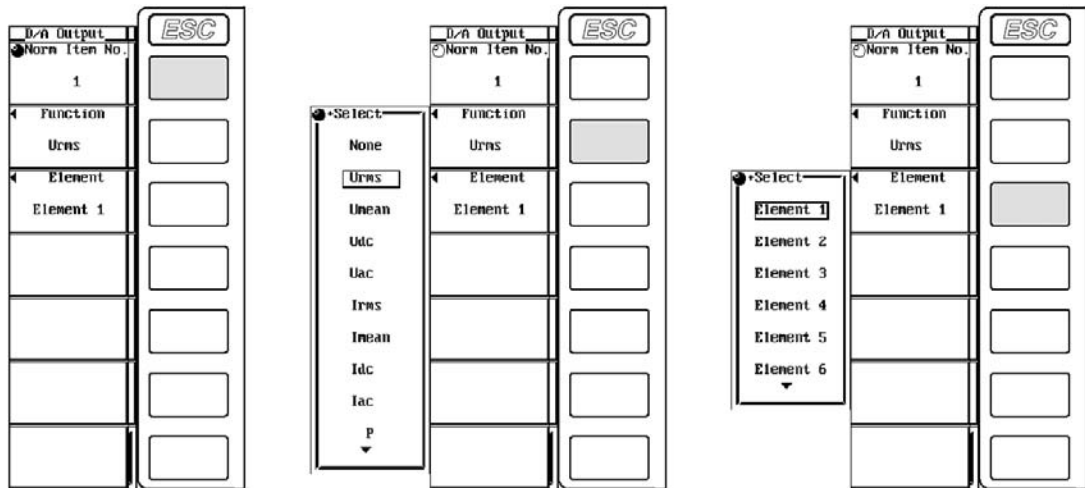 D/A Output
ESC
Norm Item No.
1
Function
Urms
Element
Element 1
D/A Output
ESC
Norm Item No.
1
+Select
Function
None
Urms
Urms
Element
Umean
Element 1
Udc
Uac
Irms
Imean
Idc
Iac
P
D/A Output
ESC
Norm Item No.
1
Function
Urms
+Select
Element
Element 1
Element 1
Element 2
Element 3
Element 4
Element 5
Element 6